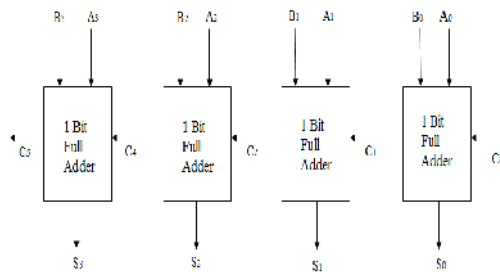 B3 A3 B2 A2 B1 A1 B0 A0
1 Bit Full Adder
1 Bit Full Adder
1 Bit Full Adder
1 Bit Full Adder
C5 C4 C2 C1
S3 S2 S1 S0